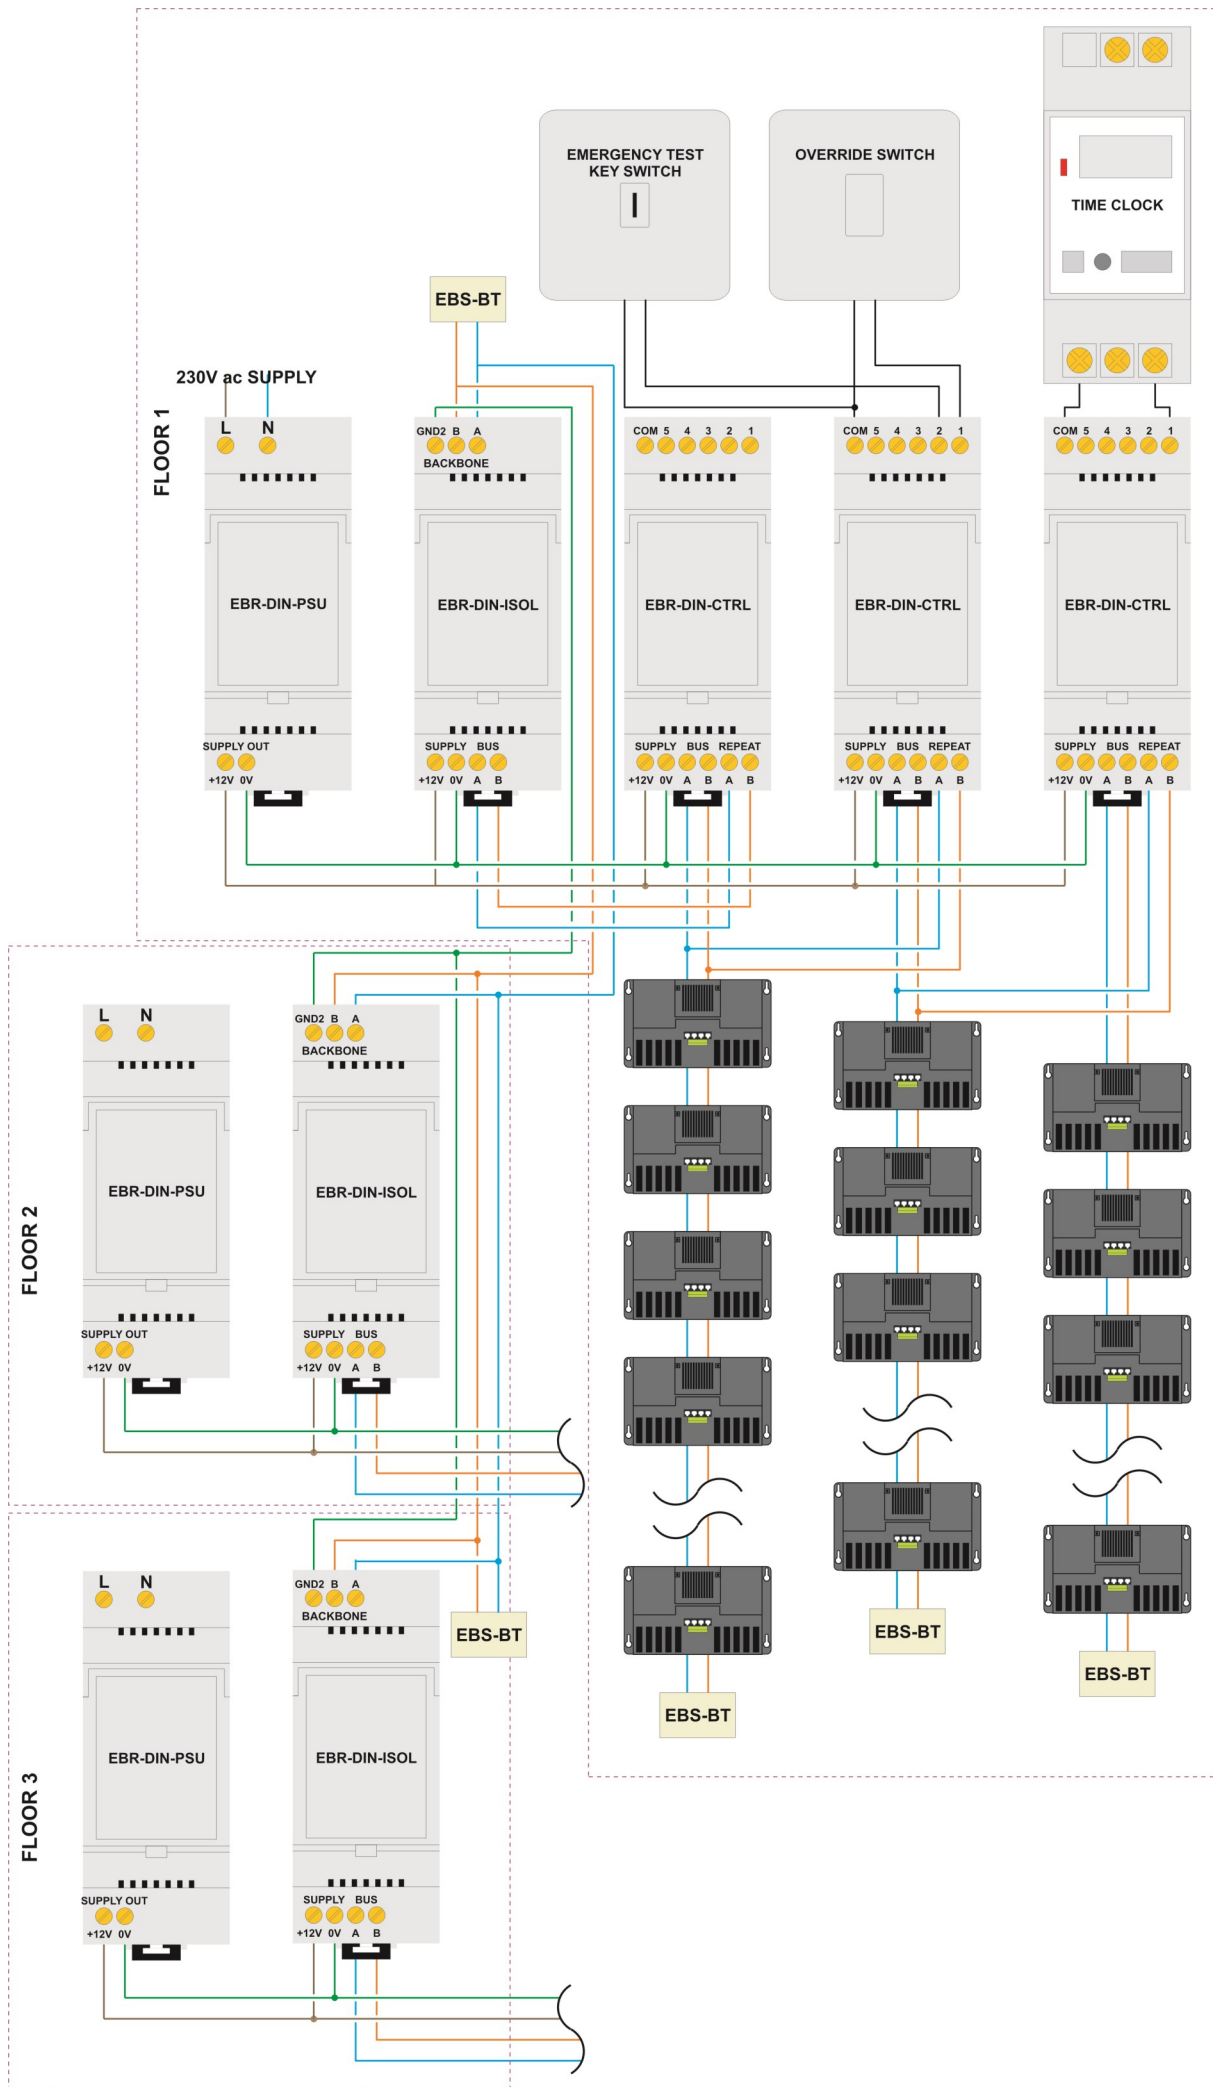 EMERGENCY TEST
KEY SWITCH
OVERRIDE SWITCH
TIME CLOCK
EBS-BT
230V ac SUPPLY
FLOOR 1
L N
GND2 B A
BACKBONE
COM 5 4 3 2 1
COM 5 4 3 2 1
COM 5 4 3 2 1
EBR-DIN-PSU
EBR-DIN-ISOL
EBR-DIN-CTRL
EBR-DIN-CTRL
EBR-DIN-CTRL
SUPPLY OUT
+12V 0V
SUPPLY BUS
+12V 0V A B
SUPPLY BUS REPEAT
+12V 0V A B A B
SUPPLY BUS REPEAT
+12V 0V A B A B
SUPPLY BUS REPEAT
+12V 0V A B A B
FLOOR 2
L N
GND2 B A
BACKBONE
EBR-DIN-PSU
EBR-DIN-ISOL
SUPPLY OUT
+12V 0V
SUPPLY BUS
+12V 0V A B
FLOOR 3
L N
GND2 B A
BACKBONE
EBS-BT
EBS-BT
EBS-BT
EBS-BT
EBR-DIN-PSU
EBR-DIN-ISOL
SUPPLY OUT
+12V 0V
SUPPLY BUS
+12V 0V A B